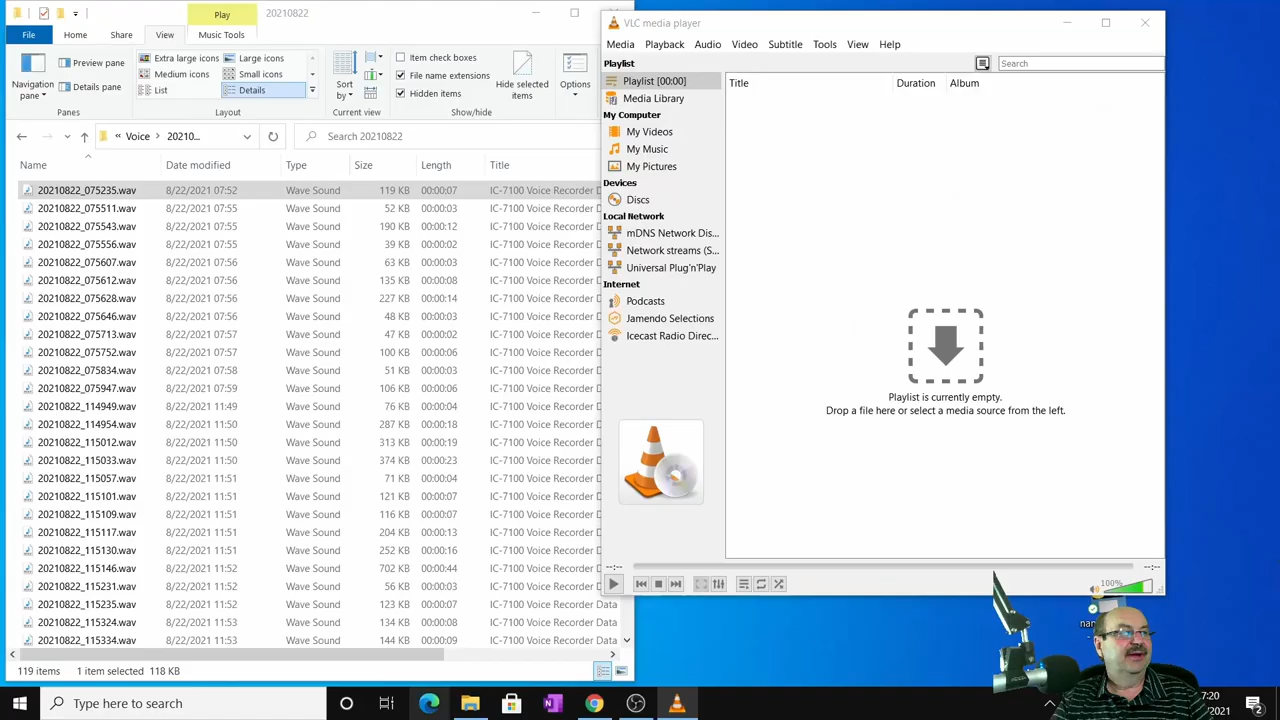 Play
20210822
File
Home
Share
View
Music Tools
Navigation pane
Preview pane
Details pane
Panes
Extra large icons
Large icons
Medium icons
Small icons
List
Details
Layout
Sort by
Current view
Item check boxes
File name extensions
Hidden items
Hide selected items
Show/hide
Options
« Voice > 20210...
Search 20210822
Name Date modified Type Size Length Title
20210822_075235.wav 8/22/2021 07:52 Wave Sound 119 KB 00:00:07 IC-7100 Voice Recorder D
20210822_075511.wav 8/22/2021 07:55 Wave Sound 52 KB 00:00:03 IC-7100 Voice Recorder D
20210822_075543.wav 8/22/2021 07:55 Wave Sound 190 KB 00:00:12 IC-7100 Voice Recorder D
20210822_075556.wav 8/22/2021 07:55 Wave Sound 39 KB 00:00:02 IC-7100 Voice Recorder D
20210822_075607.wav 8/22/2021 07:56 Wave Sound 63 KB 00:00:03 IC-7100 Voice Recorder D
20210822_075612.wav 8/22/2021 07:56 Wave Sound 135 KB 00:00:08 IC-7100 Voice Recorder D
20210822_075628.wav 8/22/2021 07:56 Wave Sound 227 KB 00:00:14 IC-7100 Voice Recorder D
20210822_075646.wav 8/22/2021 07:56 Wave Sound 48 KB 00:00:03 IC-7100 Voice Recorder D
20210822_075713.wav 8/22/2021 07:57 Wave Sound 47 KB 00:00:02 IC-7100 Voice Recorder D
20210822_075752.wav 8/22/2021 07:57 Wave Sound 100 KB 00:00:06 IC-7100 Voice Recorder D
20210822_075840.wav 8/22/2021 07:58 Wave Sound 51 KB 00:00:03 IC-7100 Voice Recorder D
20210822_075947.wav 8/22/2021 07:59 Wave Sound 106 KB 00:00:06 IC-7100 Voice Recorder D
20210822_114949.wav 8/22/2021 11:49 Wave Sound 76 KB 00:00:04 IC-7100 Voice Recorder D
20210822_114954.wav 8/22/2021 11:50 Wave Sound 287 KB 00:00:18 IC-7100 Voice Recorder D
20210822_115012.wav 8/22/2021 11:50 Wave Sound 313 KB 00:00:19 IC-7100 Voice Recorder D
20210822_115033.wav 8/22/2021 11:50 Wave Sound 374 KB 00:00:23 IC-7100 Voice Recorder D
20210822_115057.wav 8/22/2021 11:51 Wave Sound 71 KB 00:00:04 IC-7100 Voice Recorder D
20210822_115101.wav 8/22/2021 11:51 Wave Sound 121 KB 00:00:07 IC-7100 Voice Recorder D
20210822_115109.wav 8/22/2021 11:51 Wave Sound 116 KB 00:00:07 IC-7100 Voice Recorder D
20210822_115117.wav 8/22/2021 11:51 Wave Sound 204 KB 00:00:13 IC-7100 Voice Recorder D
20210822_115130.wav 8/22/2021 11:51 Wave Sound 252 KB 00:00:16 IC-7100 Voice Recorder D
20210822_115146.wav 8/22/2021 11:52 Wave Sound 702 KB 00:00:44 IC-7100 Voice Recorder D
20210822_115231.wav 8/22/2021 11:52 Wave Sound 56 KB 00:00:03 IC-7100 Voice Recorder D
20210822_115235.wav 8/22/2021 11:52 Wave Sound 134 KB 00:00:08 IC-7100 Voice Recorder Data
20210822_115324.wav 8/22/2021 11:53 Wave Sound 124 KB 00:00:08 IC-7100 Voice Recorder Data
20210822_115334.wav 8/22/2021 11:53 Wave Sound 144 KB 00:00:09 IC-7100 Voice Recorder Data
119 items 1 item selected 118 KB
VLC media player
Media Playback Audio Video Subtitle Tools View Help
Playlist
Search
Playlist [00:00]
Media Library
My Computer
My Videos
My Music
My Pictures
Devices
Discs
Local Network
mDNS Network Dis...
Network streams (S...
Universal Plug'n'Play
Internet
Podcasts
Jamendo Selections
Icecast Radio Direc...
Title Duration Album
Playlist is currently empty.
Drop a file here or select a media source from the left.
--:-- --:--
100%
Type here to search
7:20
/2021
2